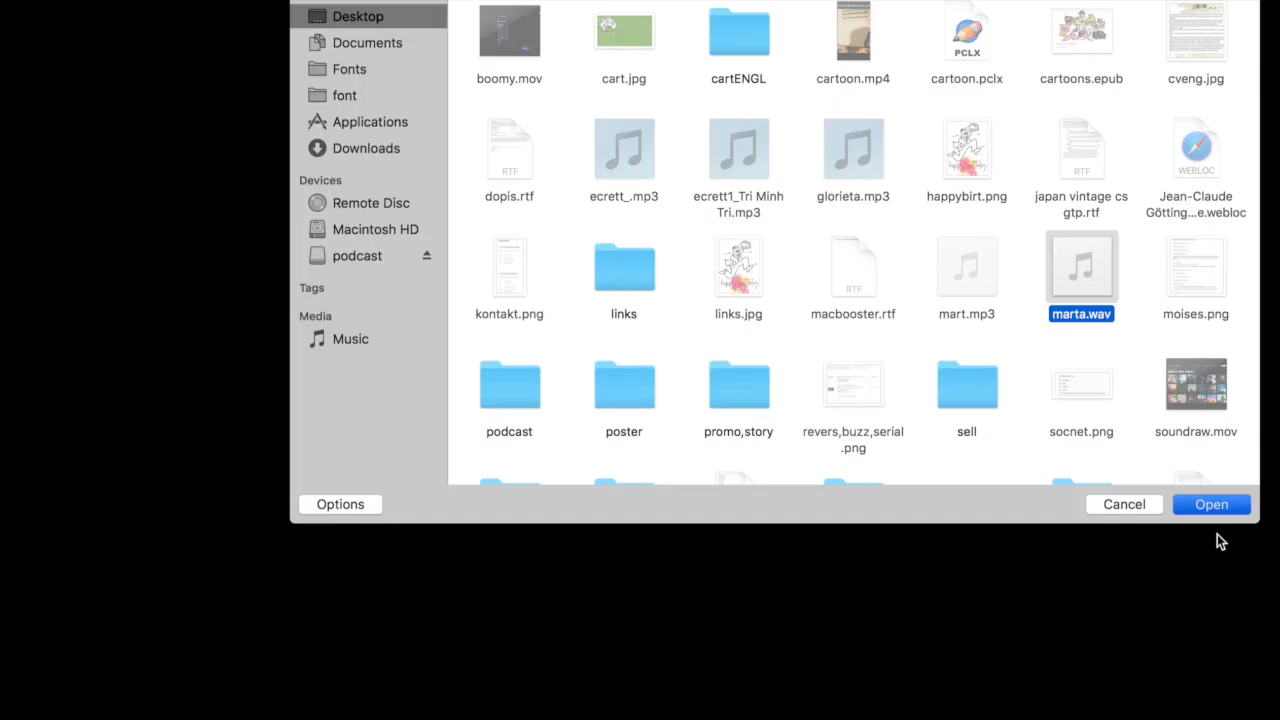 Desktop
Documents
Fonts
font
Applications
Downloads
Devices
Remote Disc
Macintosh HD
podcast
Tags
Media
Music
boomy.mov
cart.jpg
cartENGL
cartoon.mp4
PCLX
cartoon.pclx
cartoons.epub
cveng.jpg
RTF
RTF
WEBLOC
dopis.rtf
ecrett_.mp3
ecrett1_Tri Minh
Tri.mp3
glorieta.mp3
happybirt.png
japan vintage cs
gtp.rtf
Jean-Claude
Götting...e.webloc
RTF
kontakt.png
links
links.jpg
macbooster.rtf
mart.mp3
marta.wav
moises.png
podcast
poster
promo,story
revers,buzz,serial
.png
sell
socnet.png
soundraw.mov
Options
Cancel
Open